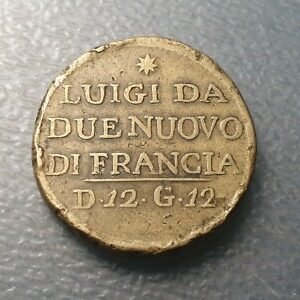 LUIGI DA
DUE NUOVO
DI FRANCIA
D·12·G·12